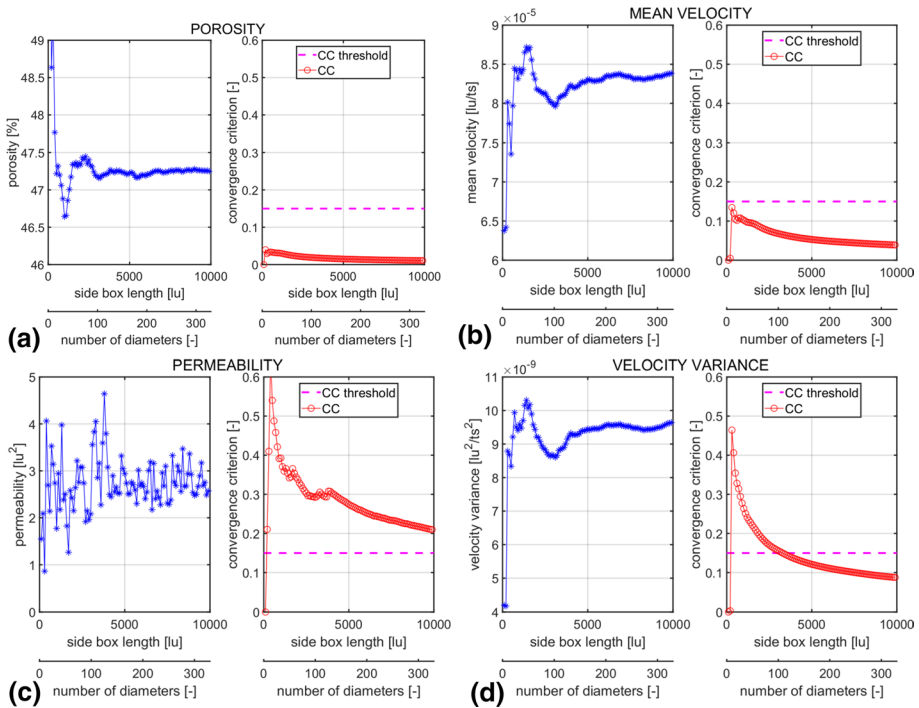 POROSITY
49
48.5
48
47.5
47
46.5
46
porosity [%]
0 5000 10000
side box length [lu]
0 100 200 300
number of diameters [-]
0.6
0.5
0.4
0.3
0.2
0.1
0
convergence criterion [-]
CC threshold
CC
0 5000 10000
side box length [lu]
0 100 200 300
number of diameters [-]
(a)
MEAN VELOCITY
×10⁻⁵
9
8.5
8
7.5
7
6.5
6
mean velocity [lu/ts]
0 5000 10000
side box length [lu]
0 100 200 300
number of diameters [-]
0.6
0.5
0.4
0.3
0.2
0.1
0
convergence criterion [-]
CC threshold
CC
0 5000 10000
side box length [lu]
0 100 200 300
number of diameters [-]
(b)
PERMEABILITY
5
4
3
2
1
0
permeability [lu²]
0 5000 10000
side box length [lu]
0 100 200 300
number of diameters [-]
0.6
0.5
0.4
0.3
0.2
0.1
0
convergence criterion [-]
CC threshold
CC
0 5000 10000
side box length [lu]
0 100 200 300
number of diameters [-]
(c)
VELOCITY VARIANCE
×10⁻⁹
11
10
9
8
7
6
5
4
velocity variance [lu²/ts²]
0 5000 10000
side box length [lu]
0 100 200 300
number of diameters [-]
0.6
0.5
0.4
0.3
0.2
0.1
0
convergence criterion [-]
CC threshold
CC
0 5000 10000
side box length [lu]
0 100 200 300
number of diameters [-]
(d)